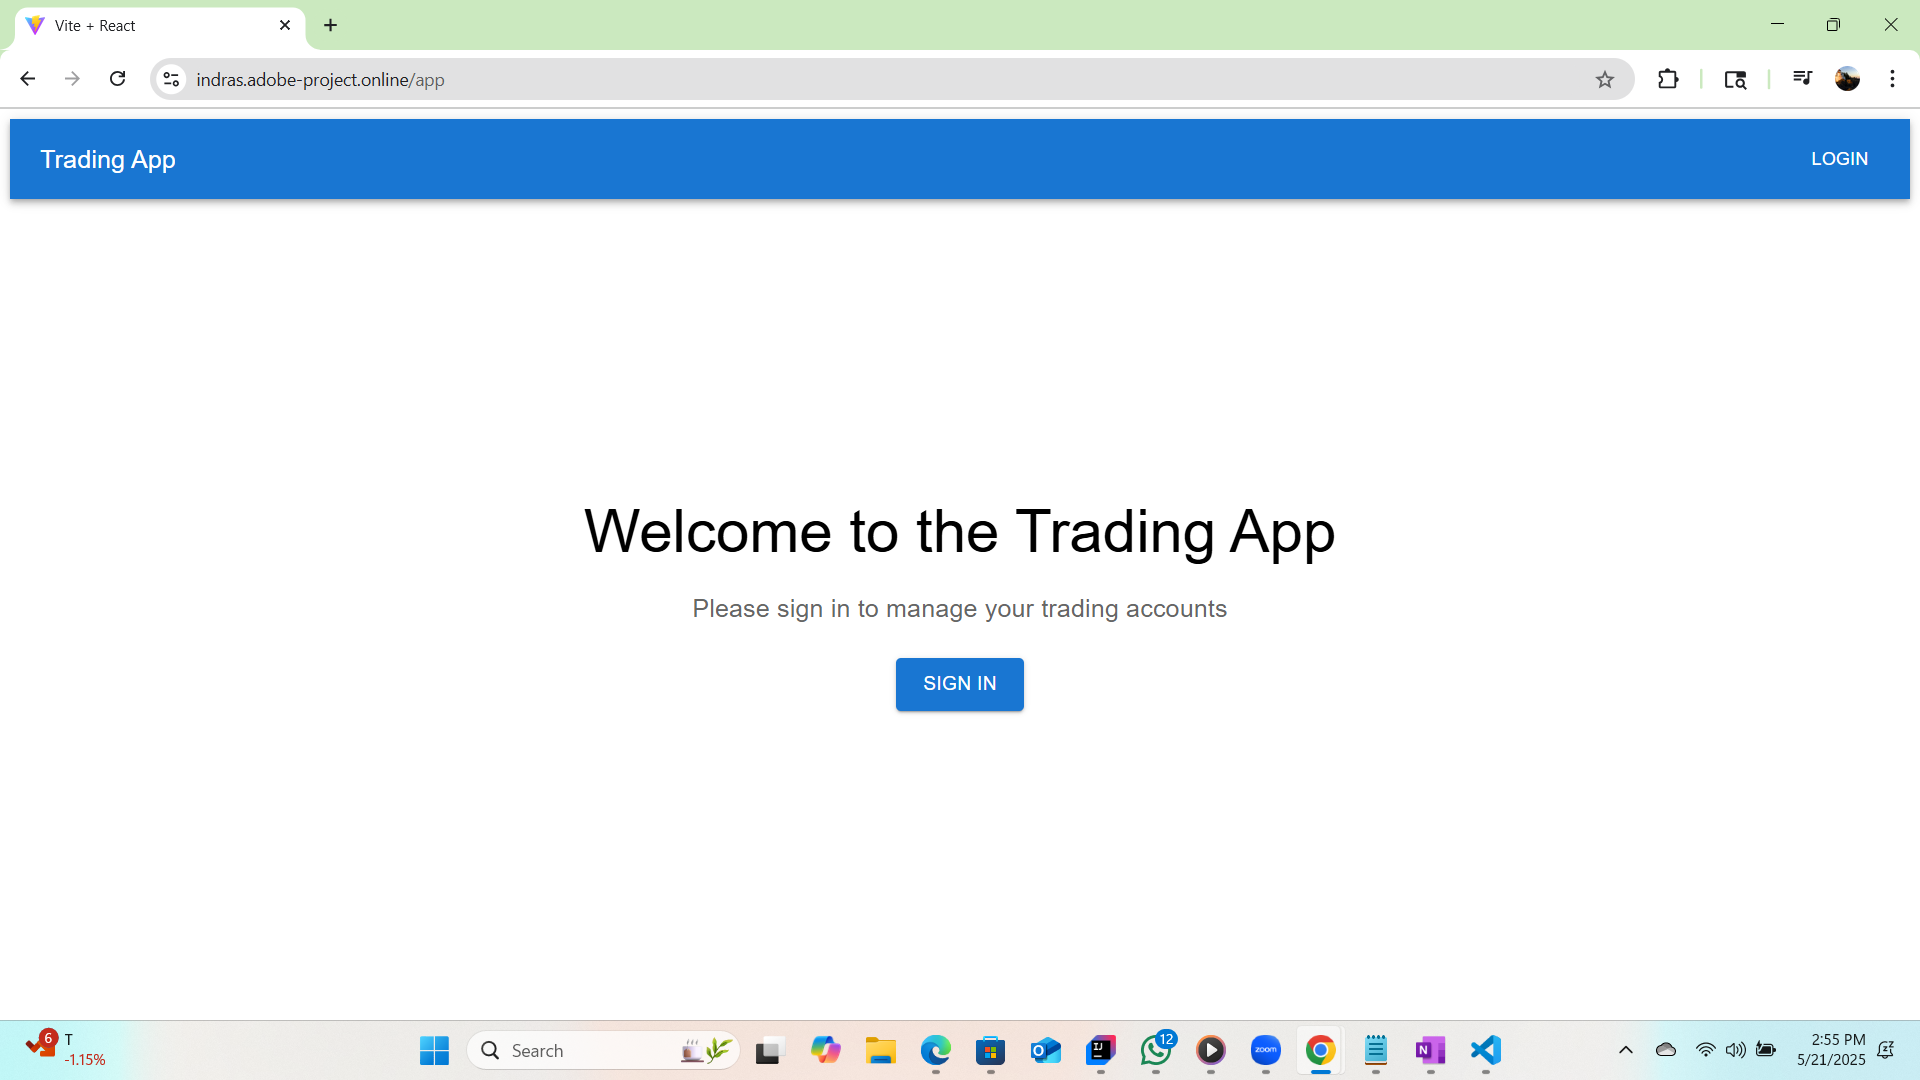 Vite + React
indras.adobe-project.online/app
Trading App
LOGIN
Welcome to the Trading App
Please sign in to manage your trading accounts
SIGN IN
6
T
-1.15%
Search
O
IJ
12
zoom
N
2:55 PM
5/21/2025